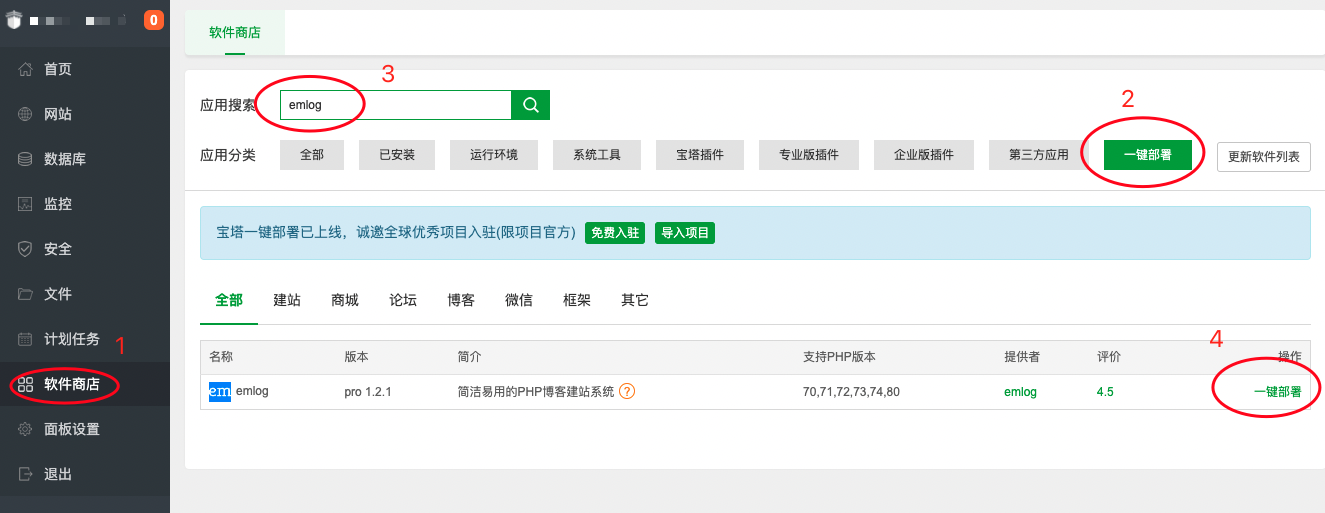 0
首页
网站
数据库
监控
安全
文件
计划任务
1
软件商店
面板设置
退出
软件商店
3
应用搜索 emlog
2
应用分类 全部 已安装 运行环境 系统工具 宝塔插件 专业版插件 企业版插件 第三方应用 一键部署 更新软件列表
宝塔一键部署已上线，诚邀全球优秀项目入驻(限项目官方) 免费入驻 导入项目
全部 建站 商城 论坛 博客 微信 框架 其它
4
名称 版本 简介 支持PHP版本 提供者 评价 操作
em emlog pro 1.2.1 简洁易用的PHP博客建站系统 ? 70,71,72,73,74,80 emlog 4.5 一键部署